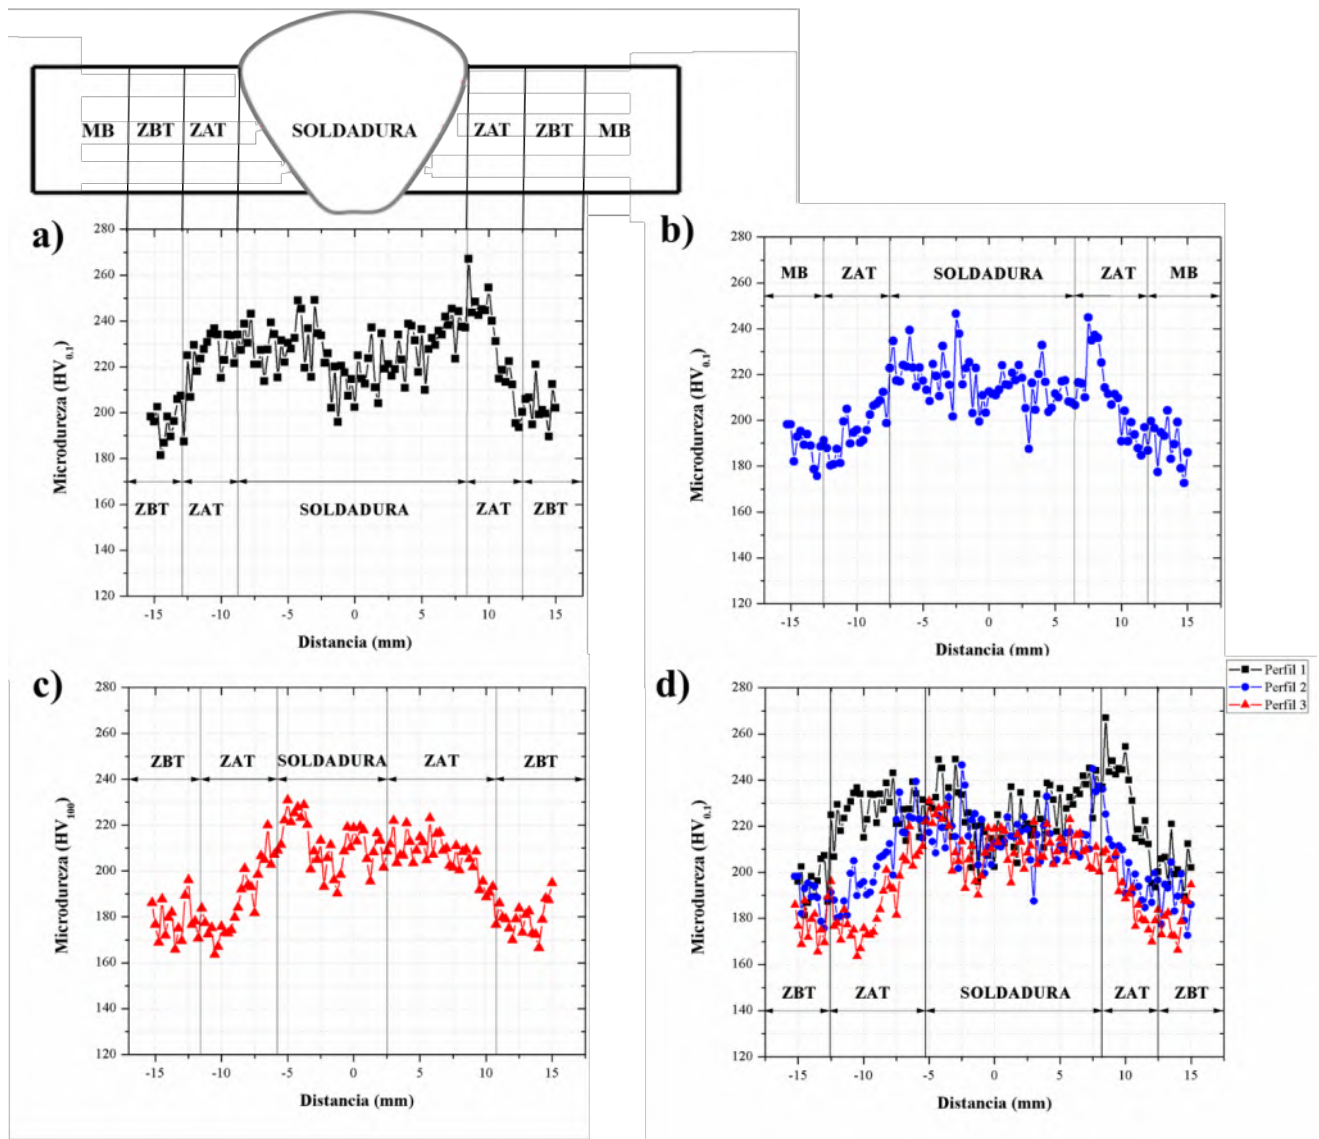 MB ZBT ZAT SOLDADURA ZAT ZBT MB
a)
280
260
240
220
200
180
160
140
120
Microdureza (HV0.1)
ZBT ZAT SOLDADURA ZAT ZBT
-15 -10 -5 0 5 10 15
Distancia (mm)
b)
280
260
240
220
200
180
160
140
120
Microdureza (HV0.1)
MB ZAT SOLDADURA ZAT MB
-15 -10 -5 0 5 10 15
Distancia (mm)
c)
280
260
240
220
200
180
160
140
120
Microdureza (HV100)
ZBT ZAT SOLDADURA ZAT ZBT
-15 -10 -5 0 5 10 15
Distancia (mm)
d)
Perfil 1
Perfil 2
Perfil 3
280
260
240
220
200
180
160
140
120
Microdureza (HV0.1)
ZBT ZAT SOLDADURA ZAT ZBT
-15 -10 -5 0 5 10 15
Distancia (mm)